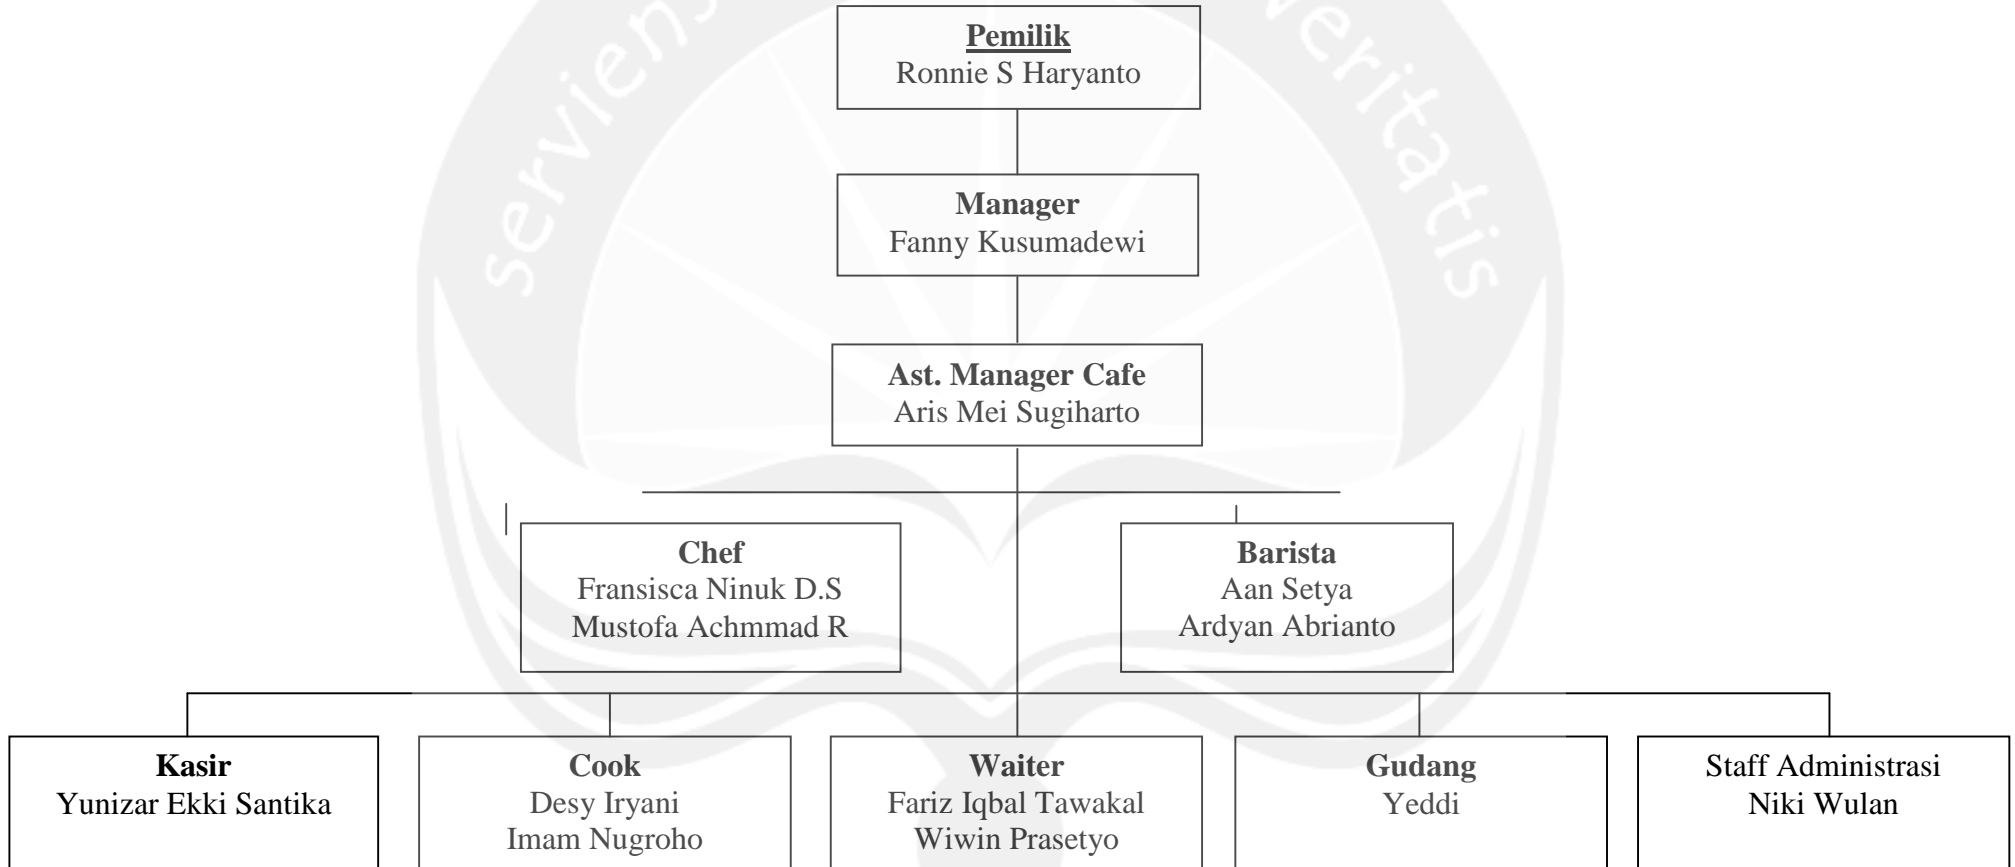 serviens
veritatis
Pemilik
Ronnie S Haryanto
Manager
Fanny Kusumadewi
Ast. Manager Cafe
Aris Mei Sugiharto
Chef
Fransisca Ninuk D.S
Mustofa Achmmad R
Barista
Aan Setya
Ardyan Abrianto
Kasir
Yunizar Ekki Santika
Cook
Desy Iryani
Imam Nugroho
Waiter
Fariz Iqbal Tawakal
Wiwin Prasetyo
Gudang
Yeddi
Staff Administrasi
Niki Wulan